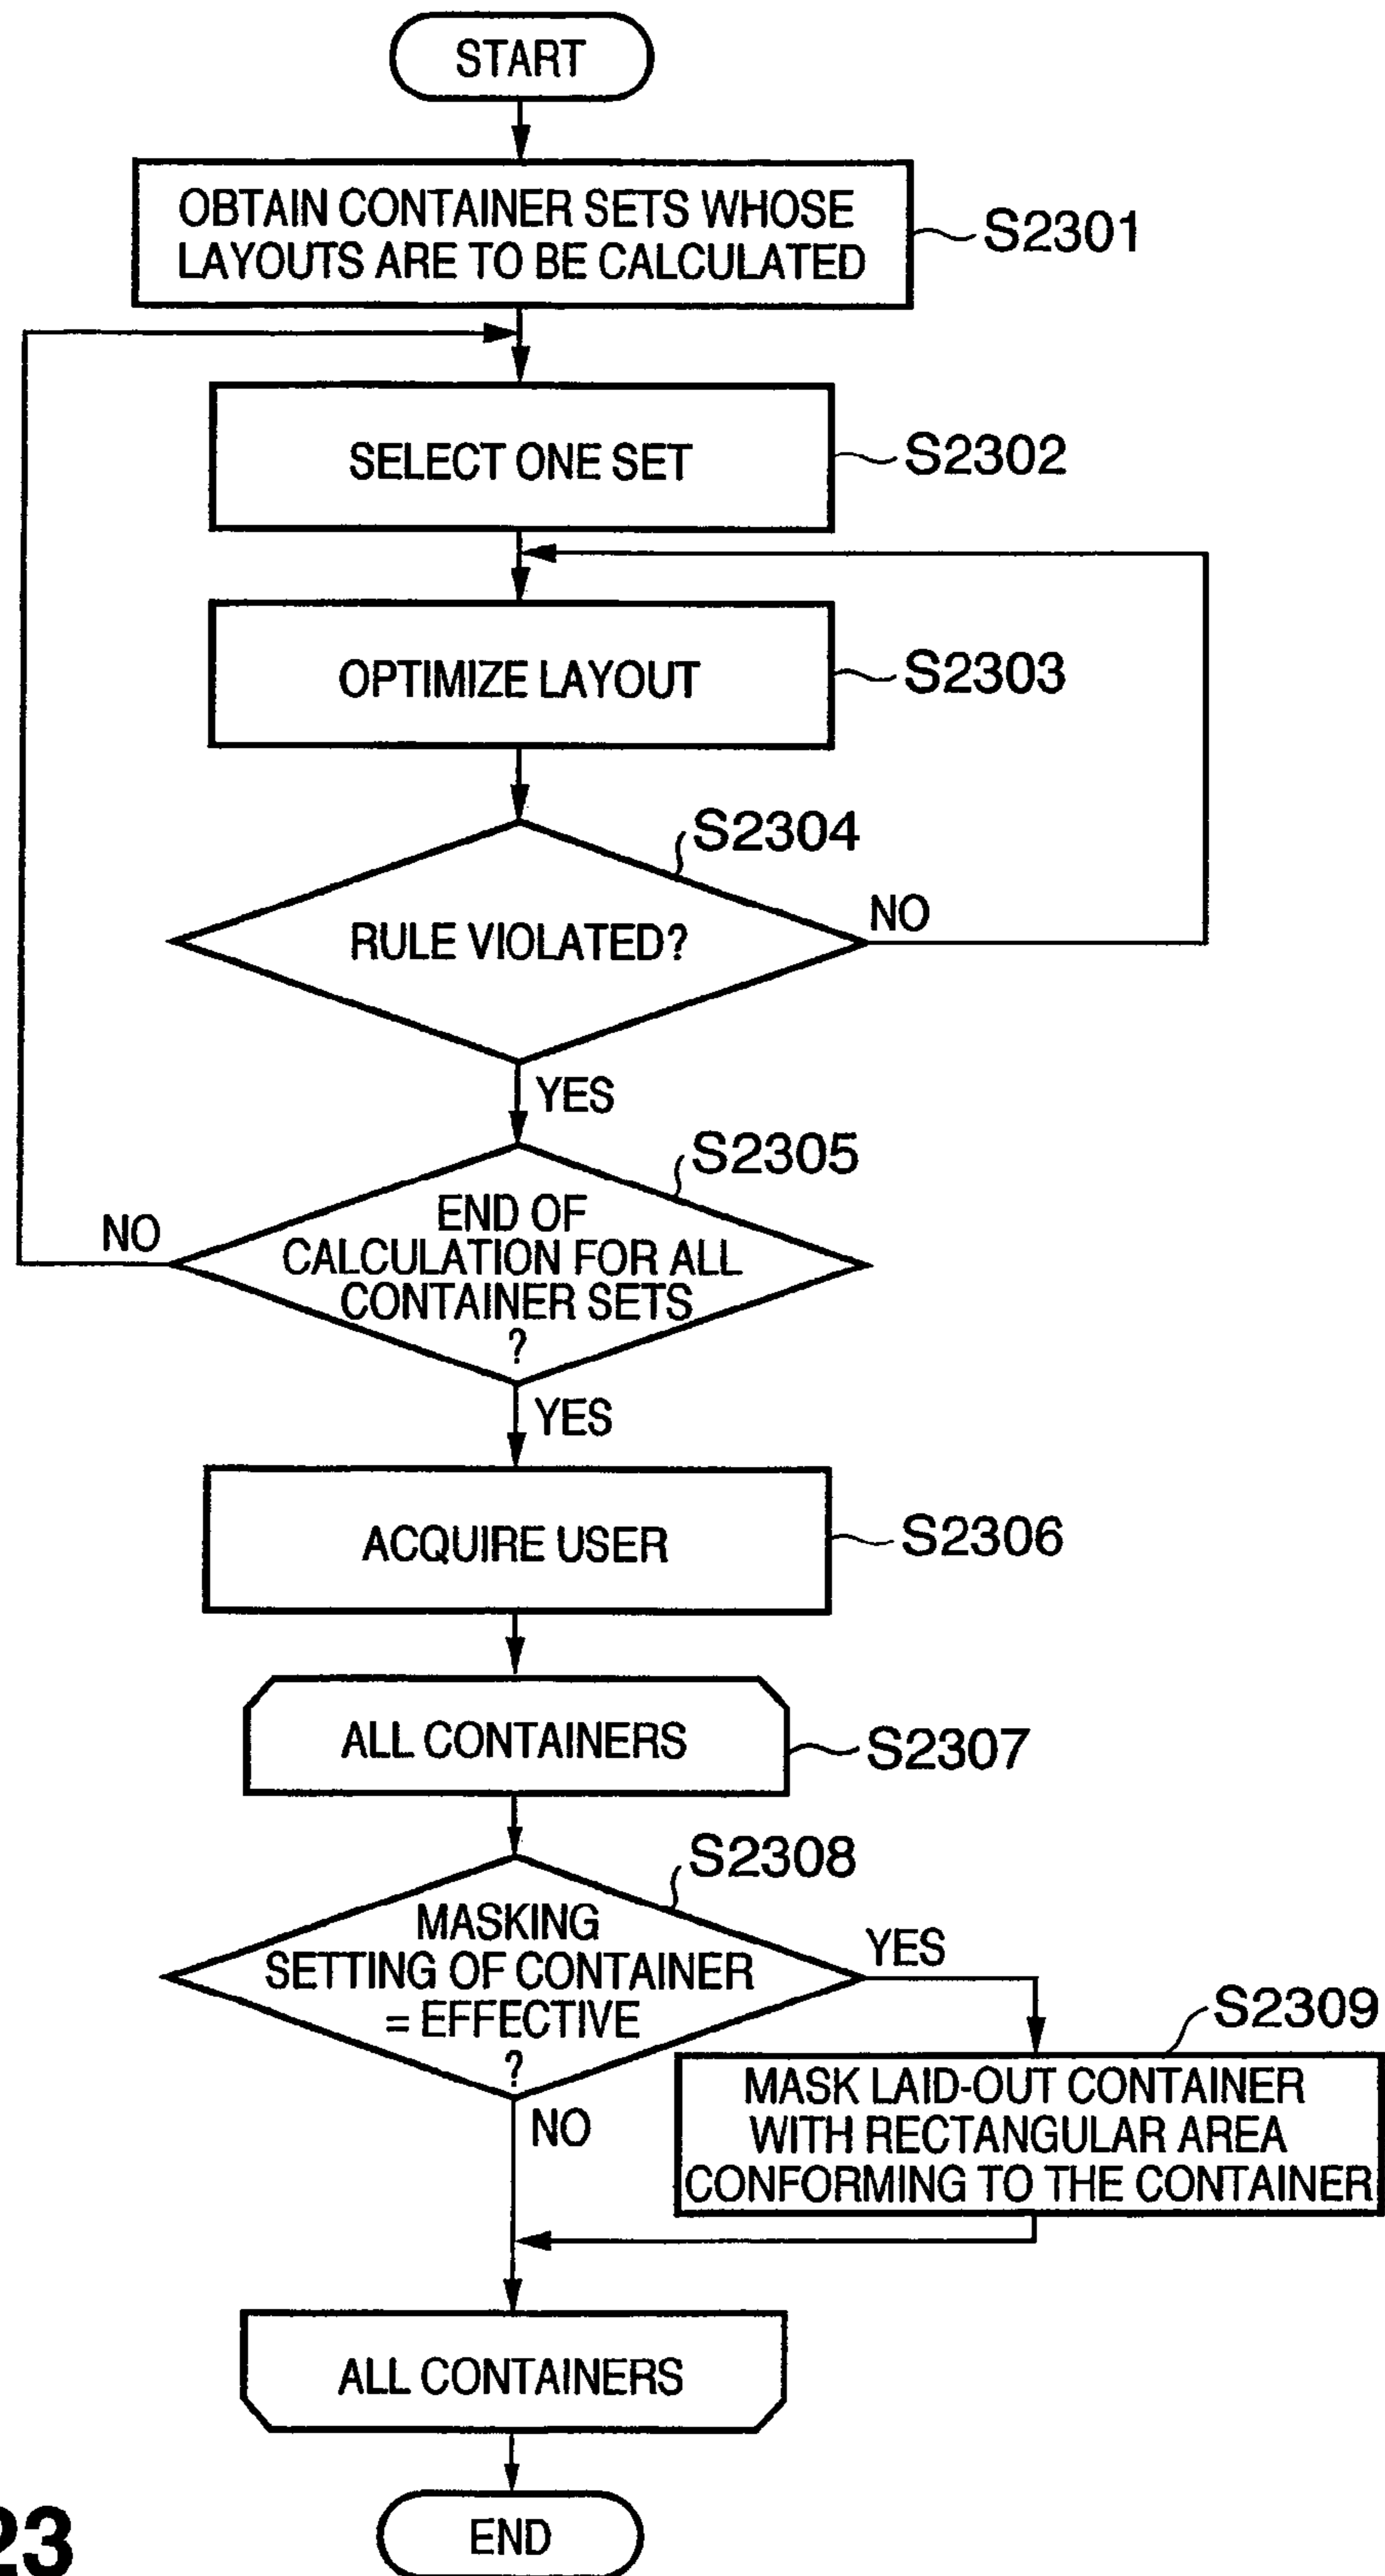 START
OBTAIN CONTAINER SETS WHOSE
LAYOUTS ARE TO BE CALCULATED
S2301
SELECT ONE SET
S2302
OPTIMIZE LAYOUT
S2303
S2304
RULE VIOLATED?
NO
YES
S2305
END OF
CALCULATION FOR ALL
CONTAINER SETS
?
NO
YES
ACQUIRE USER
S2306
ALL CONTAINERS
S2307
S2308
MASKING
SETTING OF CONTAINER
= EFFECTIVE
?
YES
NO
S2309
MASK LAID-OUT CONTAINER
WITH RECTANGULAR AREA
CONFORMING TO THE CONTAINER
ALL CONTAINERS
END
23